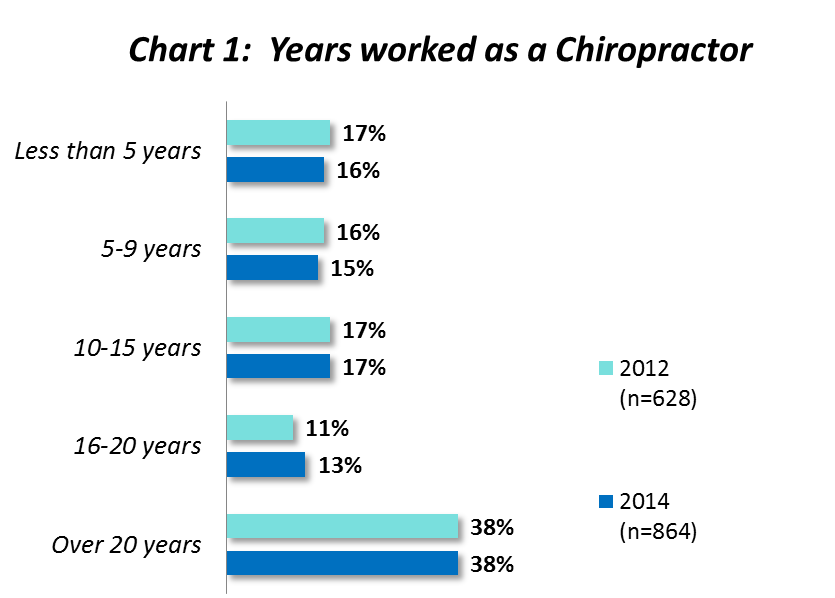 Chart 1:  Years worked as a Chiropractor
Less than 5 years
17%
16%
5-9 years
16%
15%
10-15 years
17%
17%
16-20 years
11%
13%
Over 20 years
38%
38%
2012
(n=628)
2014
(n=864)